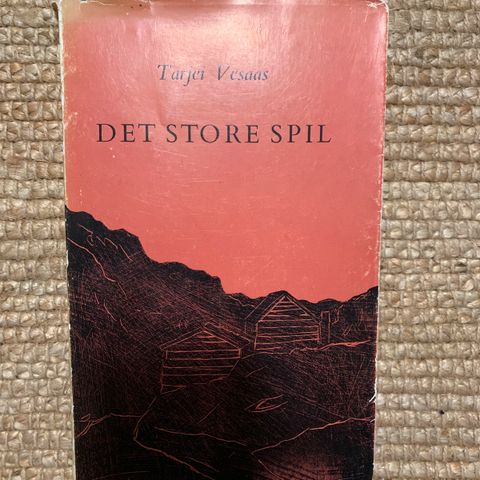 Tarjei Vesaas
DET STORE SPIL